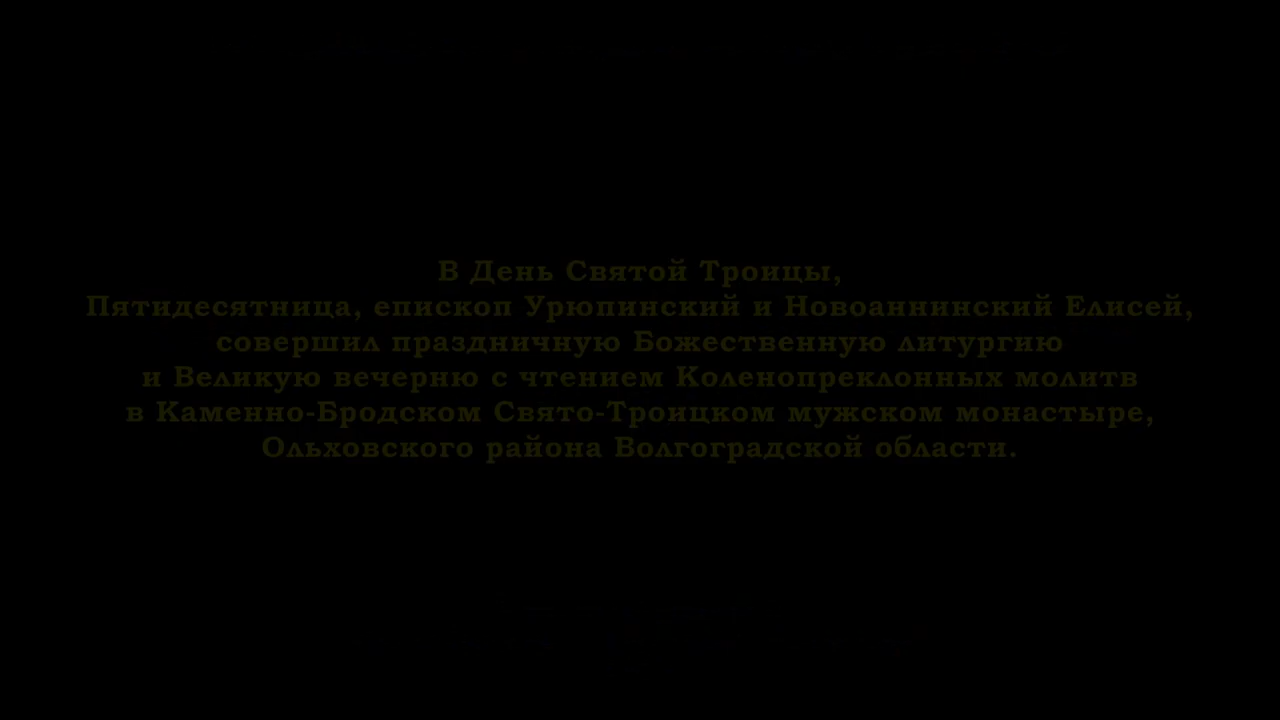 В День Святой Троицы,
Пятидесятница, епископ Урюпинский и Новоаннинский Елисей,
совершил праздничную Божественную литургию
и Великую вечерню с чтением Коленопреклонных молитв
в Каменно-Бродском Свято-Троицком мужском монастыре,
Ольховского района Волгоградской области.